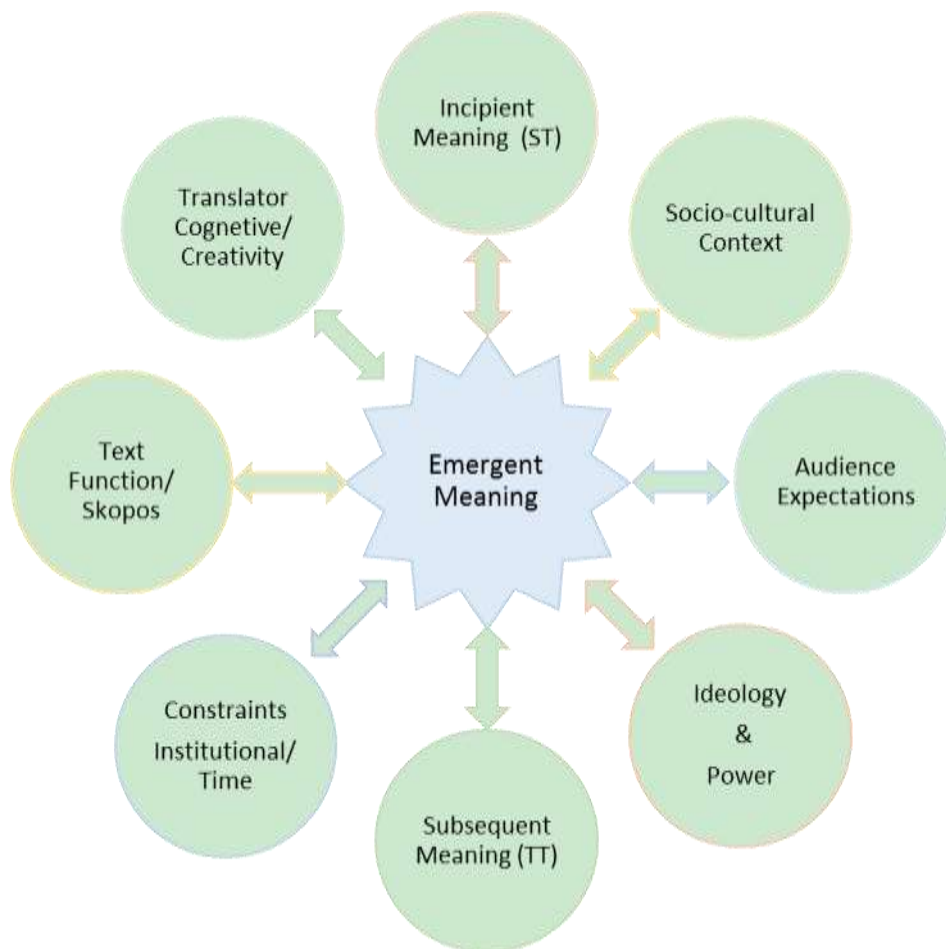 Incipient
Meaning (ST)
Translator
Cognetive/
Creativity
Socio-cultural
Context
Text
Function/
Skopos
Emergent
Meaning
Audience
Expectations
Constraints
Institutional/
Time
Ideology
&
Power
Subsequent
Meaning (TT)